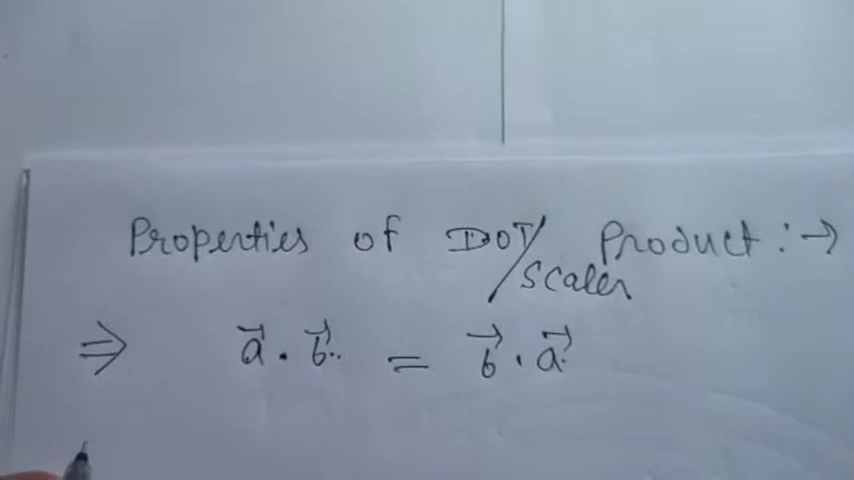 Properties of DOT/Scaler Product :→
⇒ a⃗ . b⃗ = b⃗ . a⃗